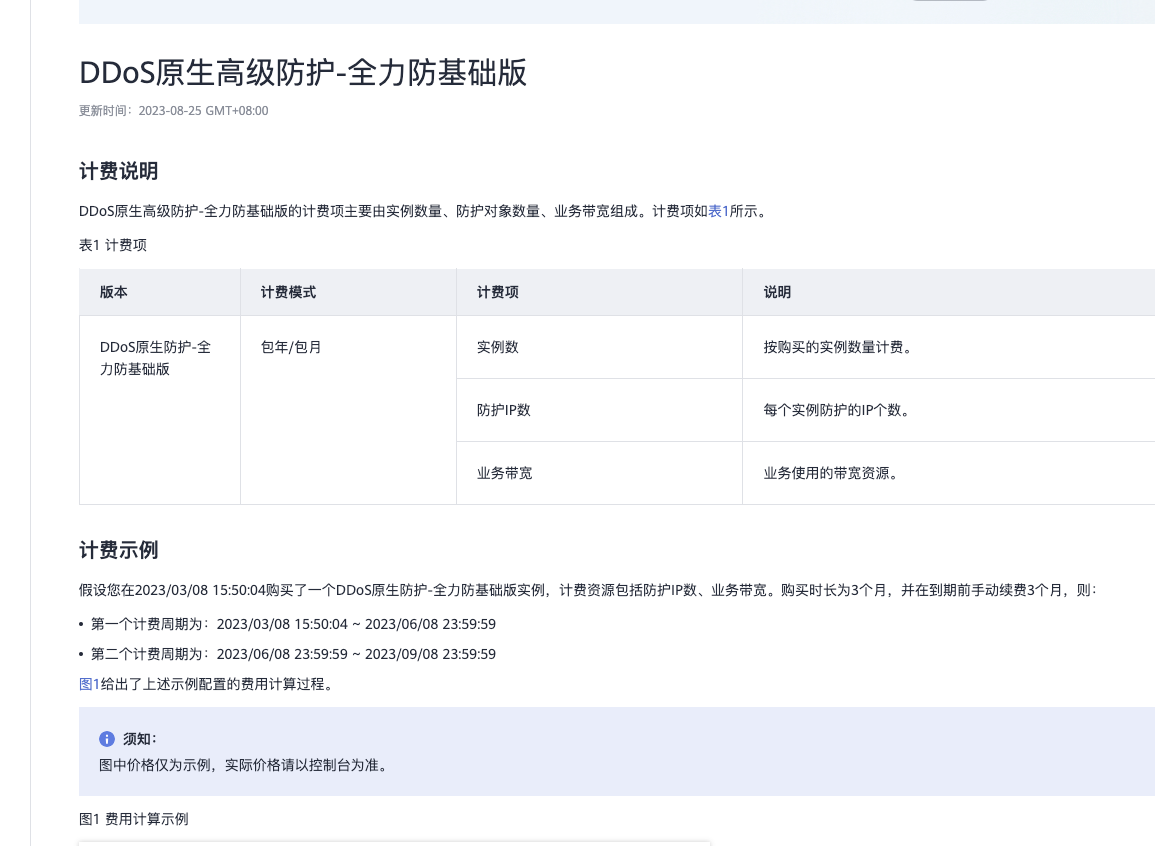 DDoS原生高级防护-全力防基础版
更新时间：2023-08-25 GMT+08:00
计费说明
DDoS原生高级防护-全力防基础版的计费项主要由实例数量、防护对象数量、业务带宽组成。计费项如表1所示。
表1 计费项
版本 计费模式 计费项 说明
DDoS原生防护-全 包年/包月 实例数 按购买的实例数量计费。
力防基础版
防护IP数 每个实例防护的IP个数。
业务带宽 业务使用的带宽资源。
计费示例
假设您在2023/03/08 15:50:04购买了一个DDoS原生防护-全力防基础版实例，计费资源包括防护IP数、业务带宽。购买时长为3个月，并在到期前手动续费3个月，则：
• 第一个计费周期为：2023/03/08 15:50:04 ~ 2023/06/08 23:59:59
• 第二个计费周期为：2023/06/08 23:59:59 ~ 2023/09/08 23:59:59
图1给出了上述示例配置的费用计算过程。
须知：
图中价格仅为示例，实际价格请以控制台为准。
图1 费用计算示例